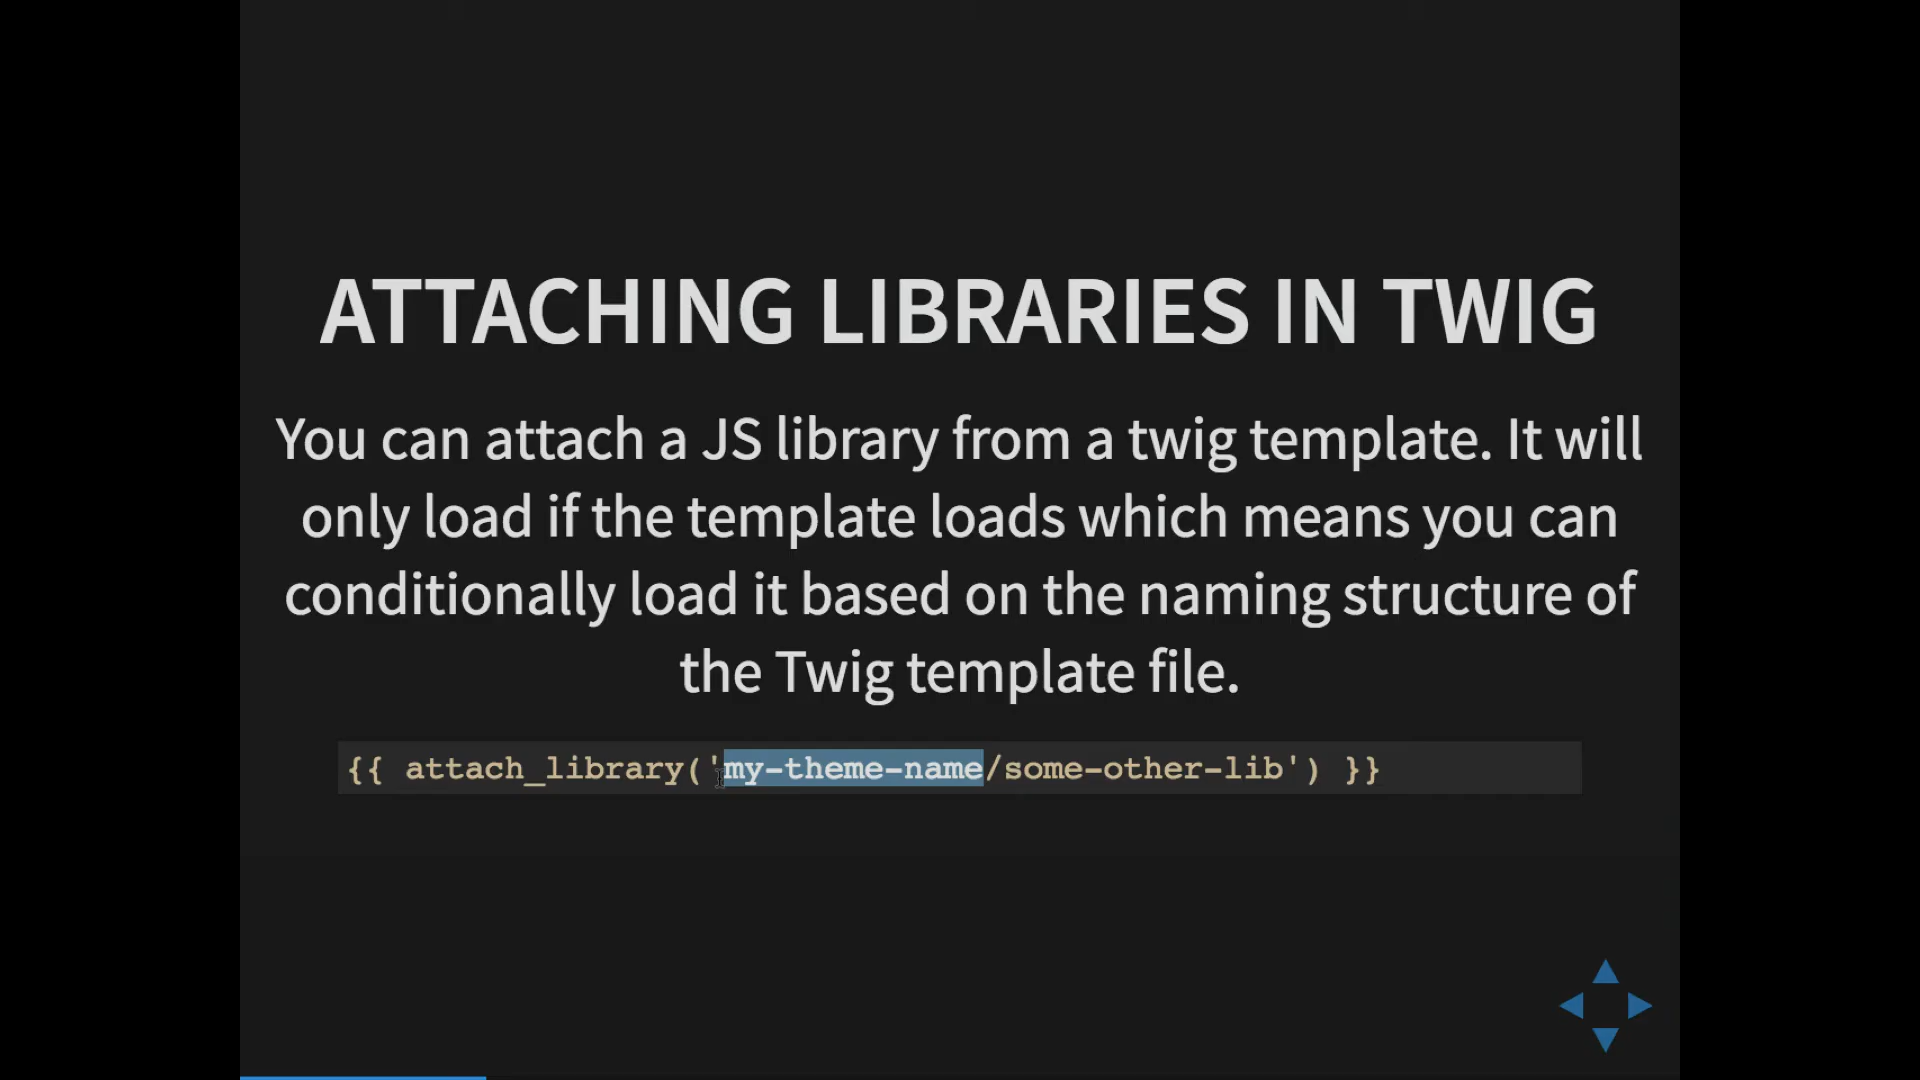 ATTACHING LIBRARIES IN TWIG
You can attach a JS library from a twig template. It will
only load if the template loads which means you can
conditionally load it based on the naming structure of
the Twig template file.
{{ attach_library('my-theme-name/some-other-lib') }}